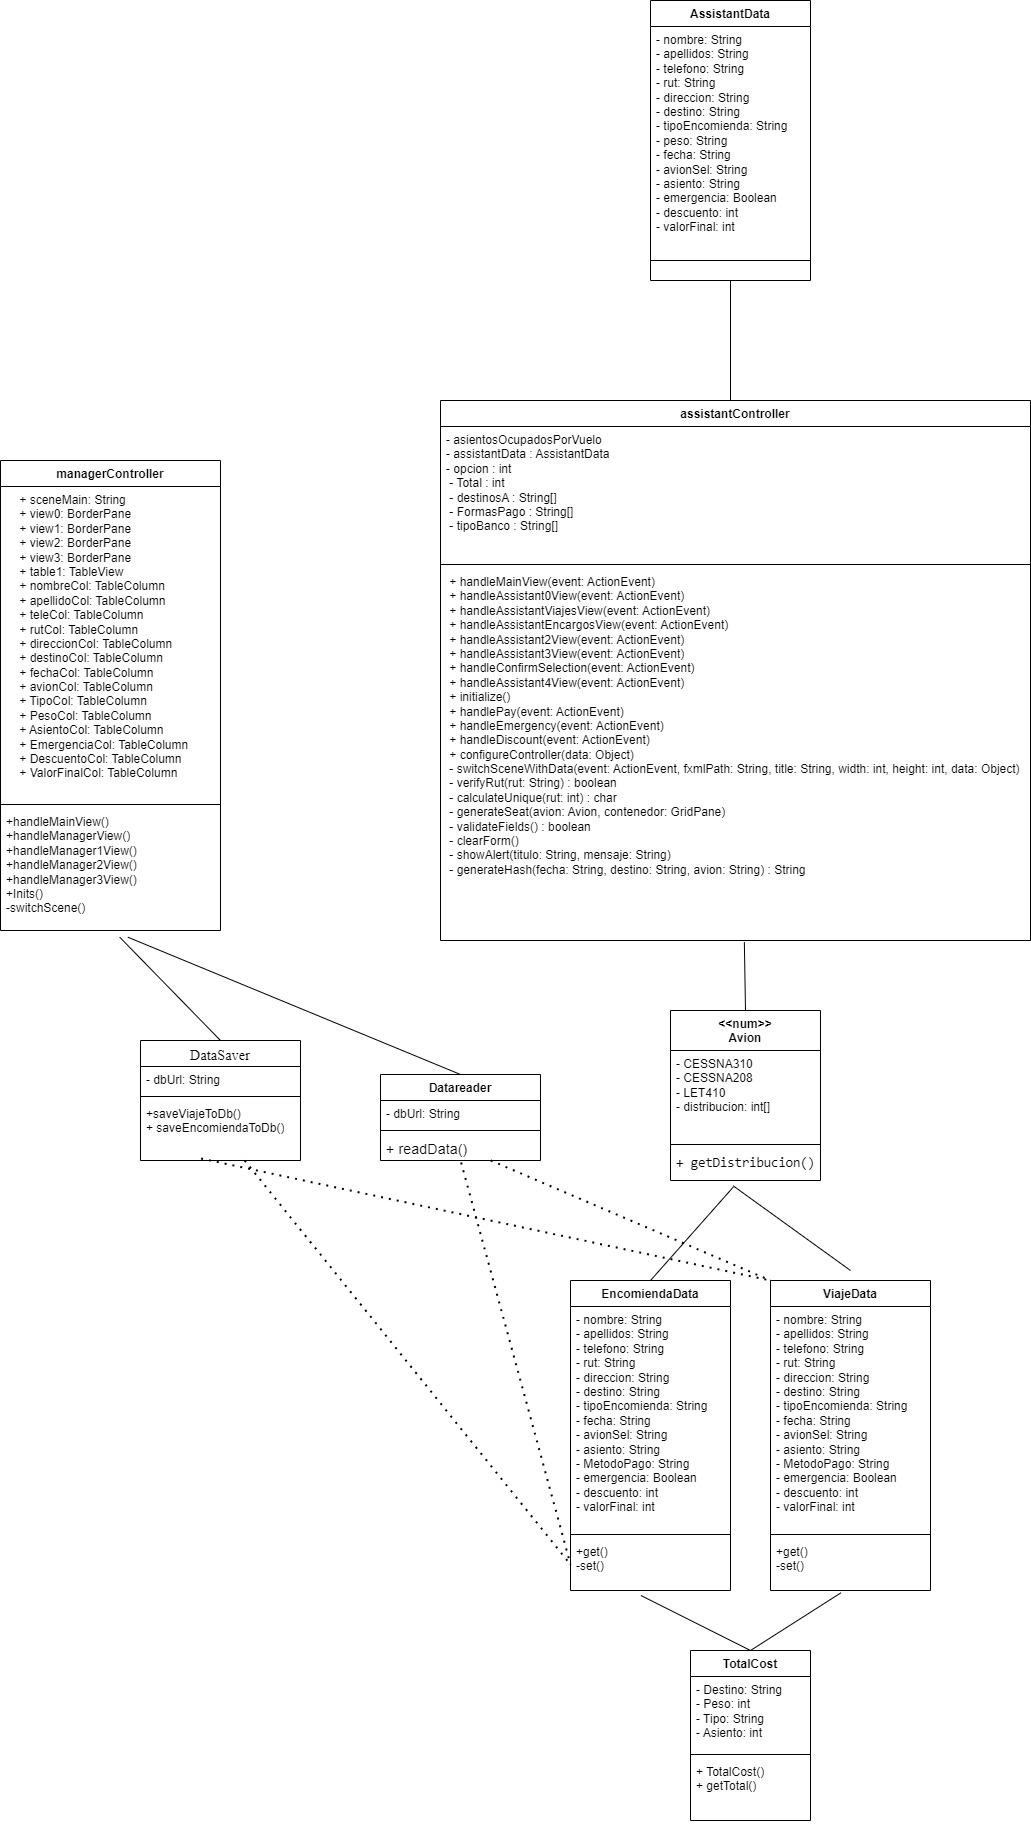 AssistantData
- nombre: String
- apellidos: String
- telefono: String
- rut: String
- direccion: String
- destino: String
- tipoEncomienda: String
- peso: String
- fecha: String
- avionSel: String
- asiento: String
- emergencia: Boolean
- descuento: int
- valorFinal: int
assistantController
- asientosOcupadosPorVuelo
- assistantData : AssistantData
- opcion : int
- Total : int
- destinosA : String[]
- FormasPago : String[]
- tipoBanco : String[]
+ handleMainView(event: ActionEvent)
+ handleAssistant0View(event: ActionEvent)
+ handleAssistantViajesView(event: ActionEvent)
+ handleAssistantEncargosView(event: ActionEvent)
+ handleAssistant2View(event: ActionEvent)
+ handleAssistant3View(event: ActionEvent)
+ handleConfirmSelection(event: ActionEvent)
+ handleAssistant4View(event: ActionEvent)
+ initialize()
+ handlePay(event: ActionEvent)
+ handleEmergency(event: ActionEvent)
+ handleDiscount(event: ActionEvent)
+ configureController(data: Object)
- switchSceneWithData(event: ActionEvent, fxmlPath: String, title: String, width: int, height: int, data: Object)
- verifyRut(rut: String) : boolean
- calculateUnique(rut: int) : char
- generateSeat(avion: Avion, contenedor: GridPane)
- validateFields() : boolean
- clearForm()
- showAlert(titulo: String, mensaje: String)
- generateHash(fecha: String, destino: String, avion: String) : String
managerController
+ sceneMain: String
+ view0: BorderPane
+ view1: BorderPane
+ view2: BorderPane
+ view3: BorderPane
+ table1: TableView
+ nombreCol: TableColumn
+ apellidoCol: TableColumn
+ teleCol: TableColumn
+ rutCol: TableColumn
+ direccionCol: TableColumn
+ destinoCol: TableColumn
+ fechaCol: TableColumn
+ avionCol: TableColumn
+ TipoCol: TableColumn
+ PesoCol: TableColumn
+ AsientoCol: TableColumn
+ EmergenciaCol: TableColumn
+ DescuentoCol: TableColumn
+ ValorFinalCol: TableColumn
+handleMainView()
+handleManagerView()
+handleManager1View()
+handleManager2View()
+handleManager3View()
+Inits()
-switchScene()
DataSaver
- dbUrl: String
+saveViajeToDb()
+ saveEncomiendaToDb()
Datareader
- dbUrl: String
+ readData()
<<num>>
Avion
- CESSNA310
- CESSNA208
- LET410
- distribucion: int[]
+ getDistribucion()
EncomiendaData
- nombre: String
- apellidos: String
- telefono: String
- rut: String
- direccion: String
- destino: String
- tipoEncomienda: String
- fecha: String
- avionSel: String
- asiento: String
- MetodoPago: String
- emergencia: Boolean
- descuento: int
- valorFinal: int
+get()
-set()
ViajeData
- nombre: String
- apellidos: String
- telefono: String
- rut: String
- direccion: String
- destino: String
- tipoEncomienda: String
- fecha: String
- avionSel: String
- asiento: String
- MetodoPago: String
- emergencia: Boolean
- descuento: int
- valorFinal: int
+get()
-set()
TotalCost
- Destino: String
- Peso: int
- Tipo: String
- Asiento: int
+ TotalCost()
+ getTotal()